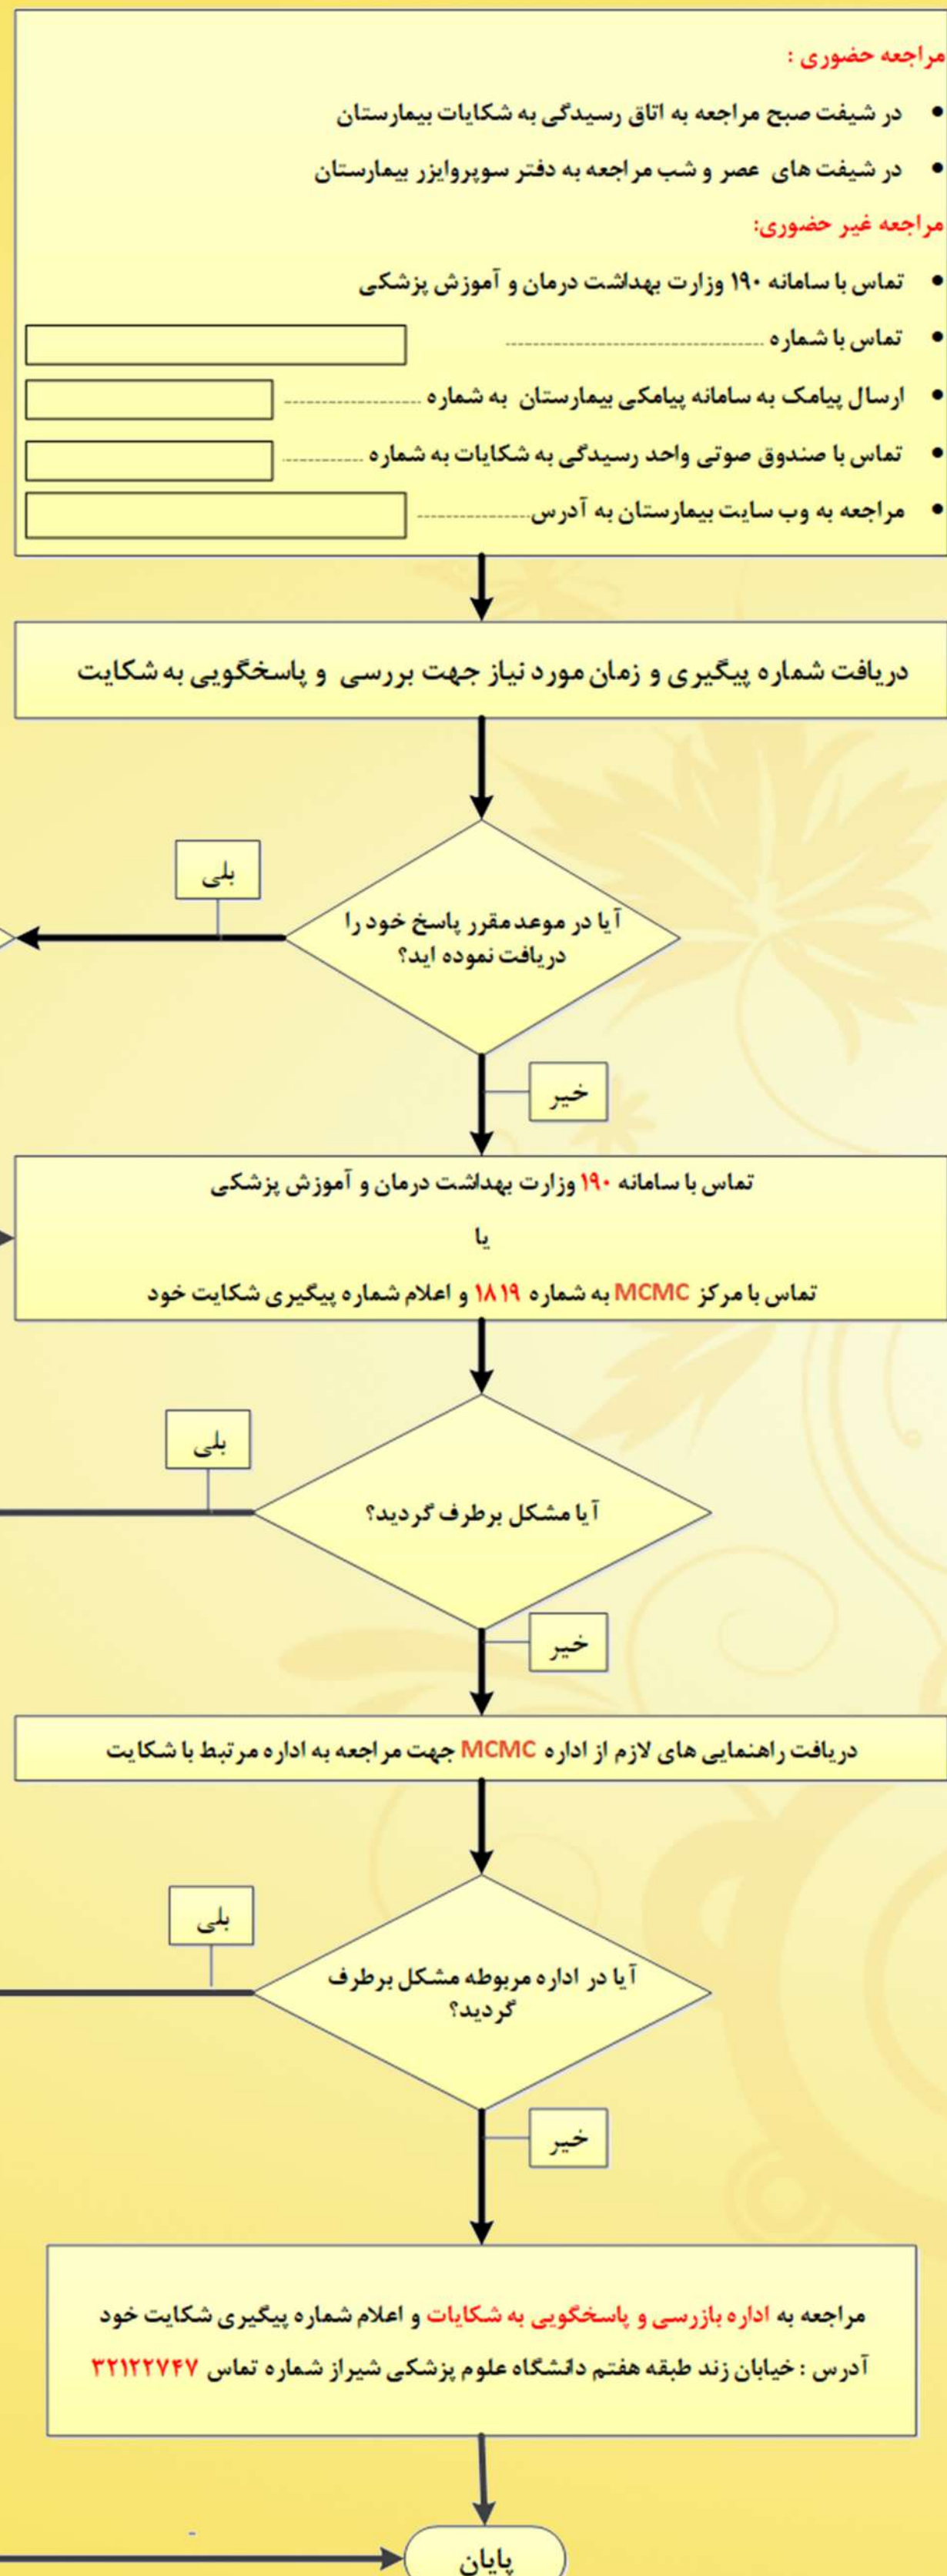 مراجعه حضوری :
• در شیفت صبح مراجعه به اتاق رسیدگی به شکایات بیمارستان
• در شیفت های عصر و شب مراجعه به دفتر سوپروایزر بیمارستان
مراجعه غیر حضوری:
• تماس با سامانه ۱۹۰ وزارت بهداشت درمان و آموزش پزشکی
• تماس با شماره ......................................
• ارسال پیامک به سامانه پیامکی بیمارستان به شماره ......................
• تماس با صندوق صوتی واحد رسیدگی به شکایات به شماره .............
• مراجعه به وب سایت بیمارستان به آدرس..................
دریافت شماره پیگیری و زمان مورد نیاز جهت بررسی و پاسخگویی به شکایت
بلی
آیا در موعد مقرر پاسخ خود را
دریافت نموده اید؟
خیر
تماس با سامانه ۱۹۰ وزارت بهداشت درمان و آموزش پزشکی
یا
تماس با مرکز MCMC به شماره ۱۸۱۹ و اعلام شماره پیگیری شکایت خود
بلی
آیا مشکل برطرف گردید؟
خیر
دریافت راهنمایی های لازم از اداره MCMC جهت مراجعه به اداره مرتبط با شکایت
بلی
آیا در اداره مربوطه مشکل برطرف
گردید؟
خیر
مراجعه به اداره بازرسی و پاسخگویی به شکایات و اعلام شماره پیگیری شکایت خود
آدرس : خیابان زند طبقه هفتم دانشگاه علوم پزشکی شیراز شماره تماس ۳۲۱۲۲۷۴۷
پایان